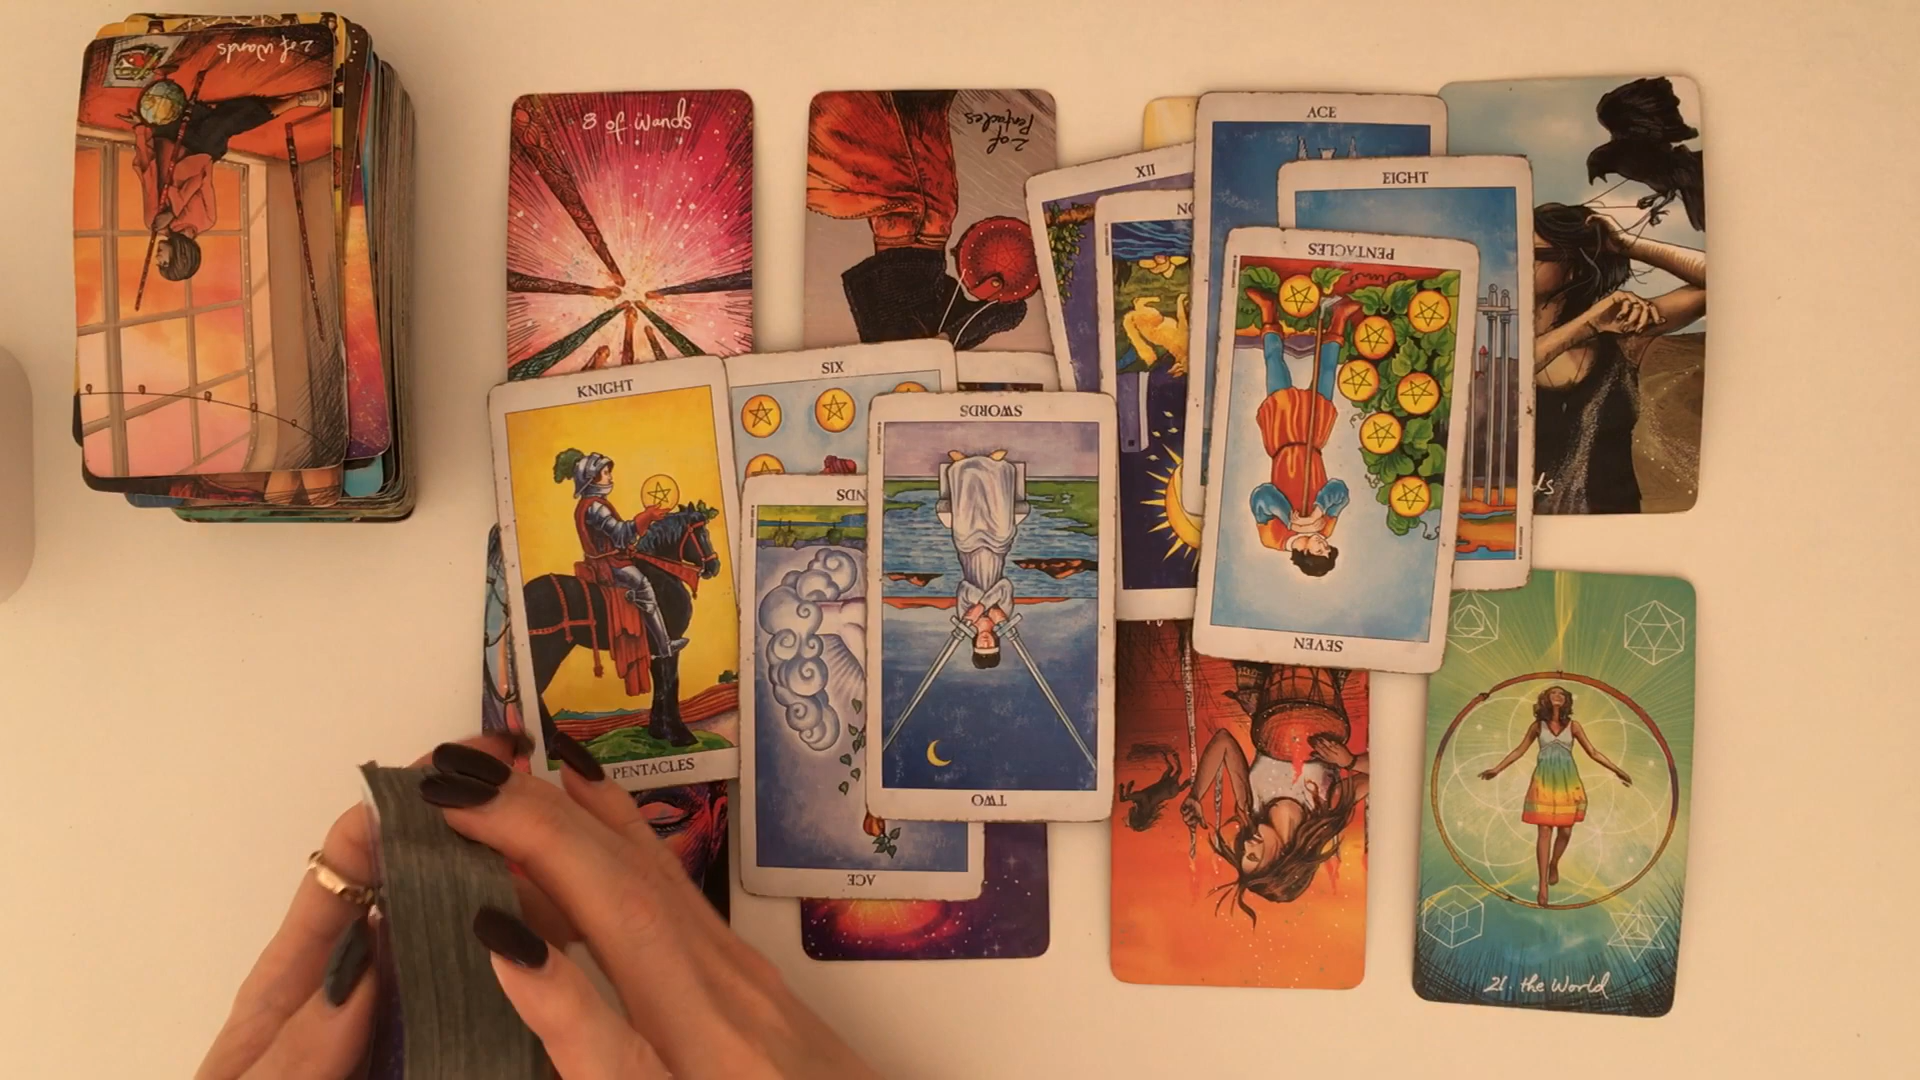 2 of Wands
8 of Wands
2 of
Pentacles
IIX
ACE
EIGHT
PENTACLES
SEVEN
SIX
KNIGHT
PENTACLES
SWORDS
TWO
ACE
21. the World